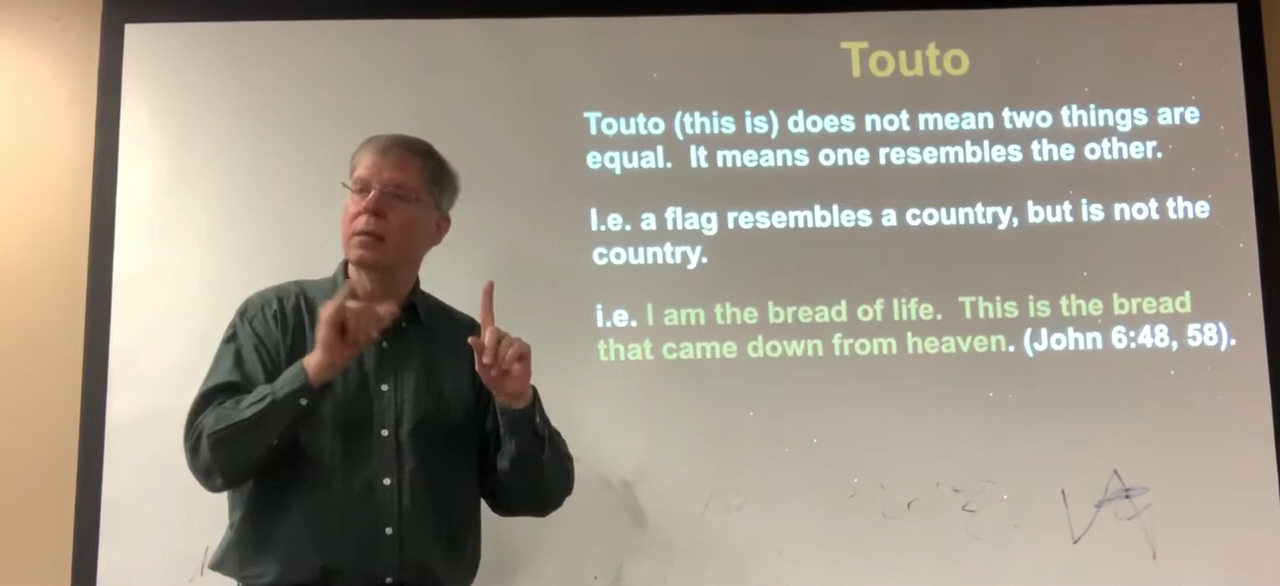 Touto
Touto (this is) does not mean two things are
equal. It means one resembles the other.
I.e. a flag resembles a country, but is not the
country.
i.e. I am the bread of life. This is the bread
that came down from heaven. (John 6:48, 58).